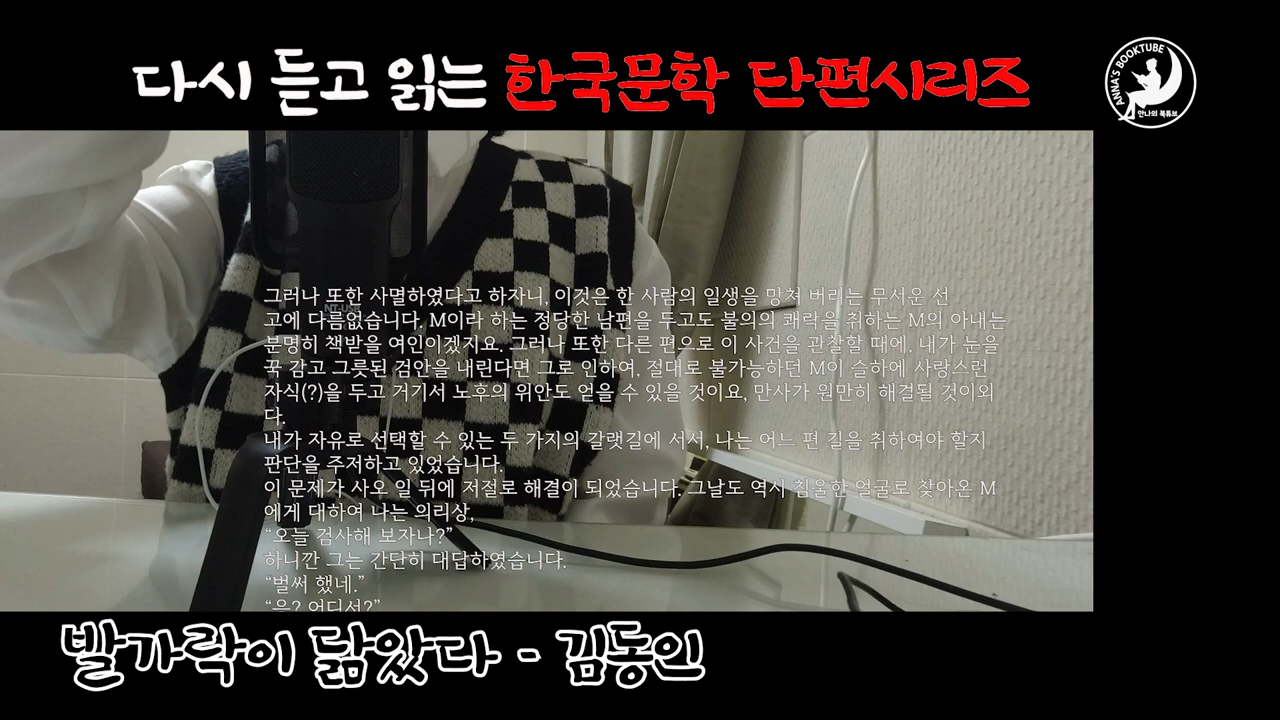 다시 듣고 읽는 한국문학 단편시리즈
ANNA'S BOOKTUBE
안나의 북튜브
그러나 또한 사멸하였다고 하자니, 이것은 한 사람의 일생을 망쳐 버리는 무서운 선
고에 다름없습니다. M이라 하는 정당한 남편을 두고도 불의의 쾌락을 취하는 M의 아내는
분명히 책받을 여인이겠지요. 그러나 또한 다른 편으로 이 사건을 관찰할 때에, 내가 눈을
꾹 감고 그릇된 검안을 내린다면 그로 인하여, 절대로 불가능하던 M이 슬하에 사랑스런
자식(?)을 두고 거기서 노후의 위안도 얻을 수 있을 것이요, 만사가 원만히 해결될 것이외
다.
내가 자유로 선택할 수 있는 두 가지의 갈랫길에 서서, 나는 어느 편 길을 취하여야 할지
판단을 주저하고 있었습니다.
이 문제가 사오 일 뒤에 저절로 해결이 되었습니다. 그날도 역시 침울한 얼굴로 찾아온 M
에게 대하여 나는 의리상,
“오늘 검사해 보자나?”
하니깐 그는 간단히 대답하였습니다.
“벌써 했네.”
“응? 어디서?”
발가락이 닮았다 - 김동인